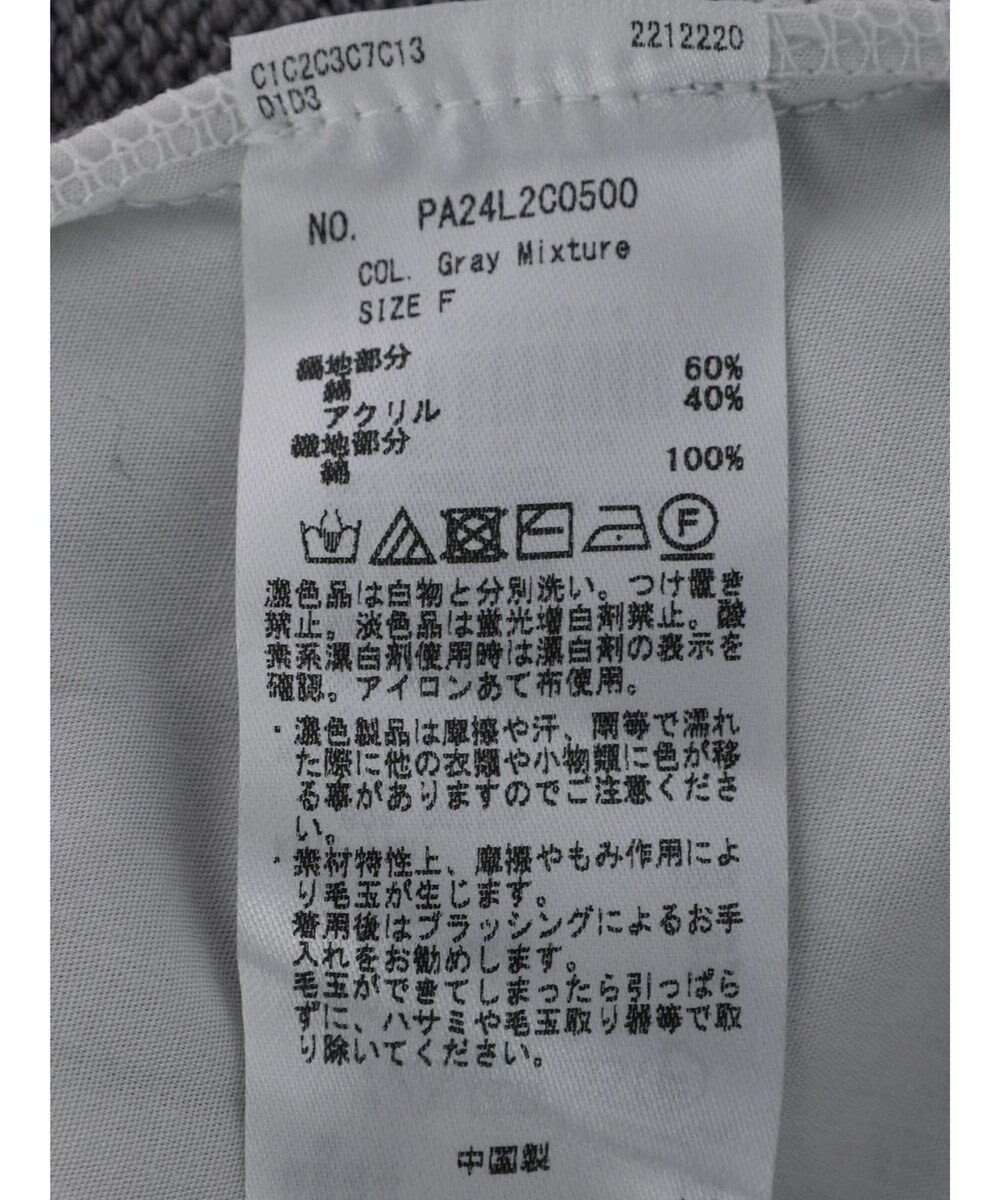 C1C2C3C7C13
D1D3
2212220
NO. PA24L2C0500
COL. Gray Mixture
SIZE F
編地部分
綿 60%
アクリル 40%
織地部分
綿 100%
F
濃色品は白物と分別洗い。つけ置き
禁止。淡色品は蛍光増白剤禁止。酸
素系漂白剤使用時は漂白剤の表示を
確認。アイロンあて布使用。
・濃色製品は摩擦や汗、雨等で濡れ
た際に他の衣類や小物類に色が移
る事がありますのでご注意くださ
い。
・素材特性上、摩擦やもみ作用によ
り毛玉が生じます。
着用後はブラッシングによるお手
入れをお勧めします。
毛玉ができてしまったら引っぱら
ずに、ハサミや毛玉取り器等で取
り除いてください。